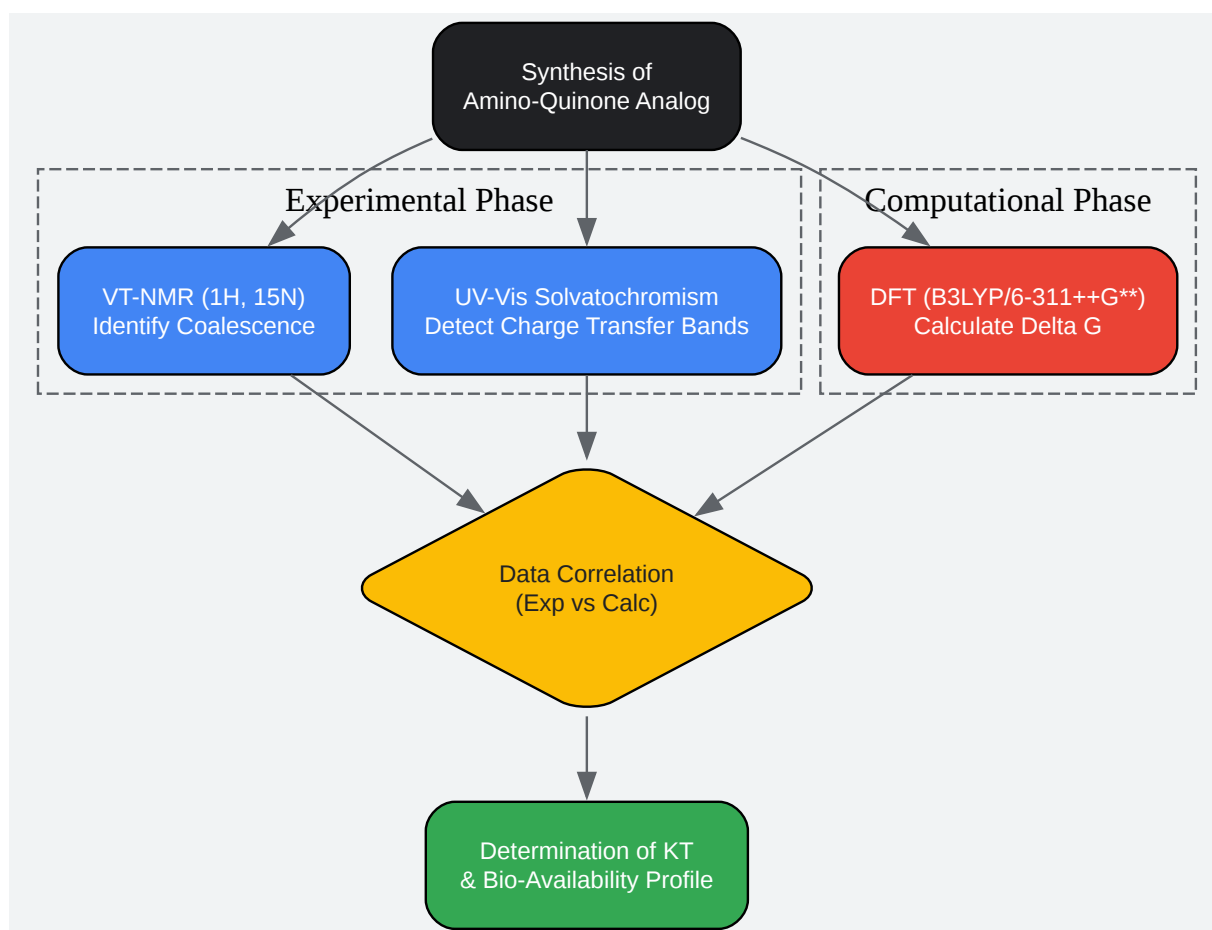 Synthesis of
Amino-Quinone Analog
Experimental Phase
Computational Phase
VT-NMR (1H, 15N)
Identify Coalescence
UV-Vis Solvatochromism
Detect Charge Transfer Bands
DFT (B3LYP/6-311++G**)
Calculate Delta G
Data Correlation
(Exp vs Calc)
Determination of KT
& Bio-Availability Profile